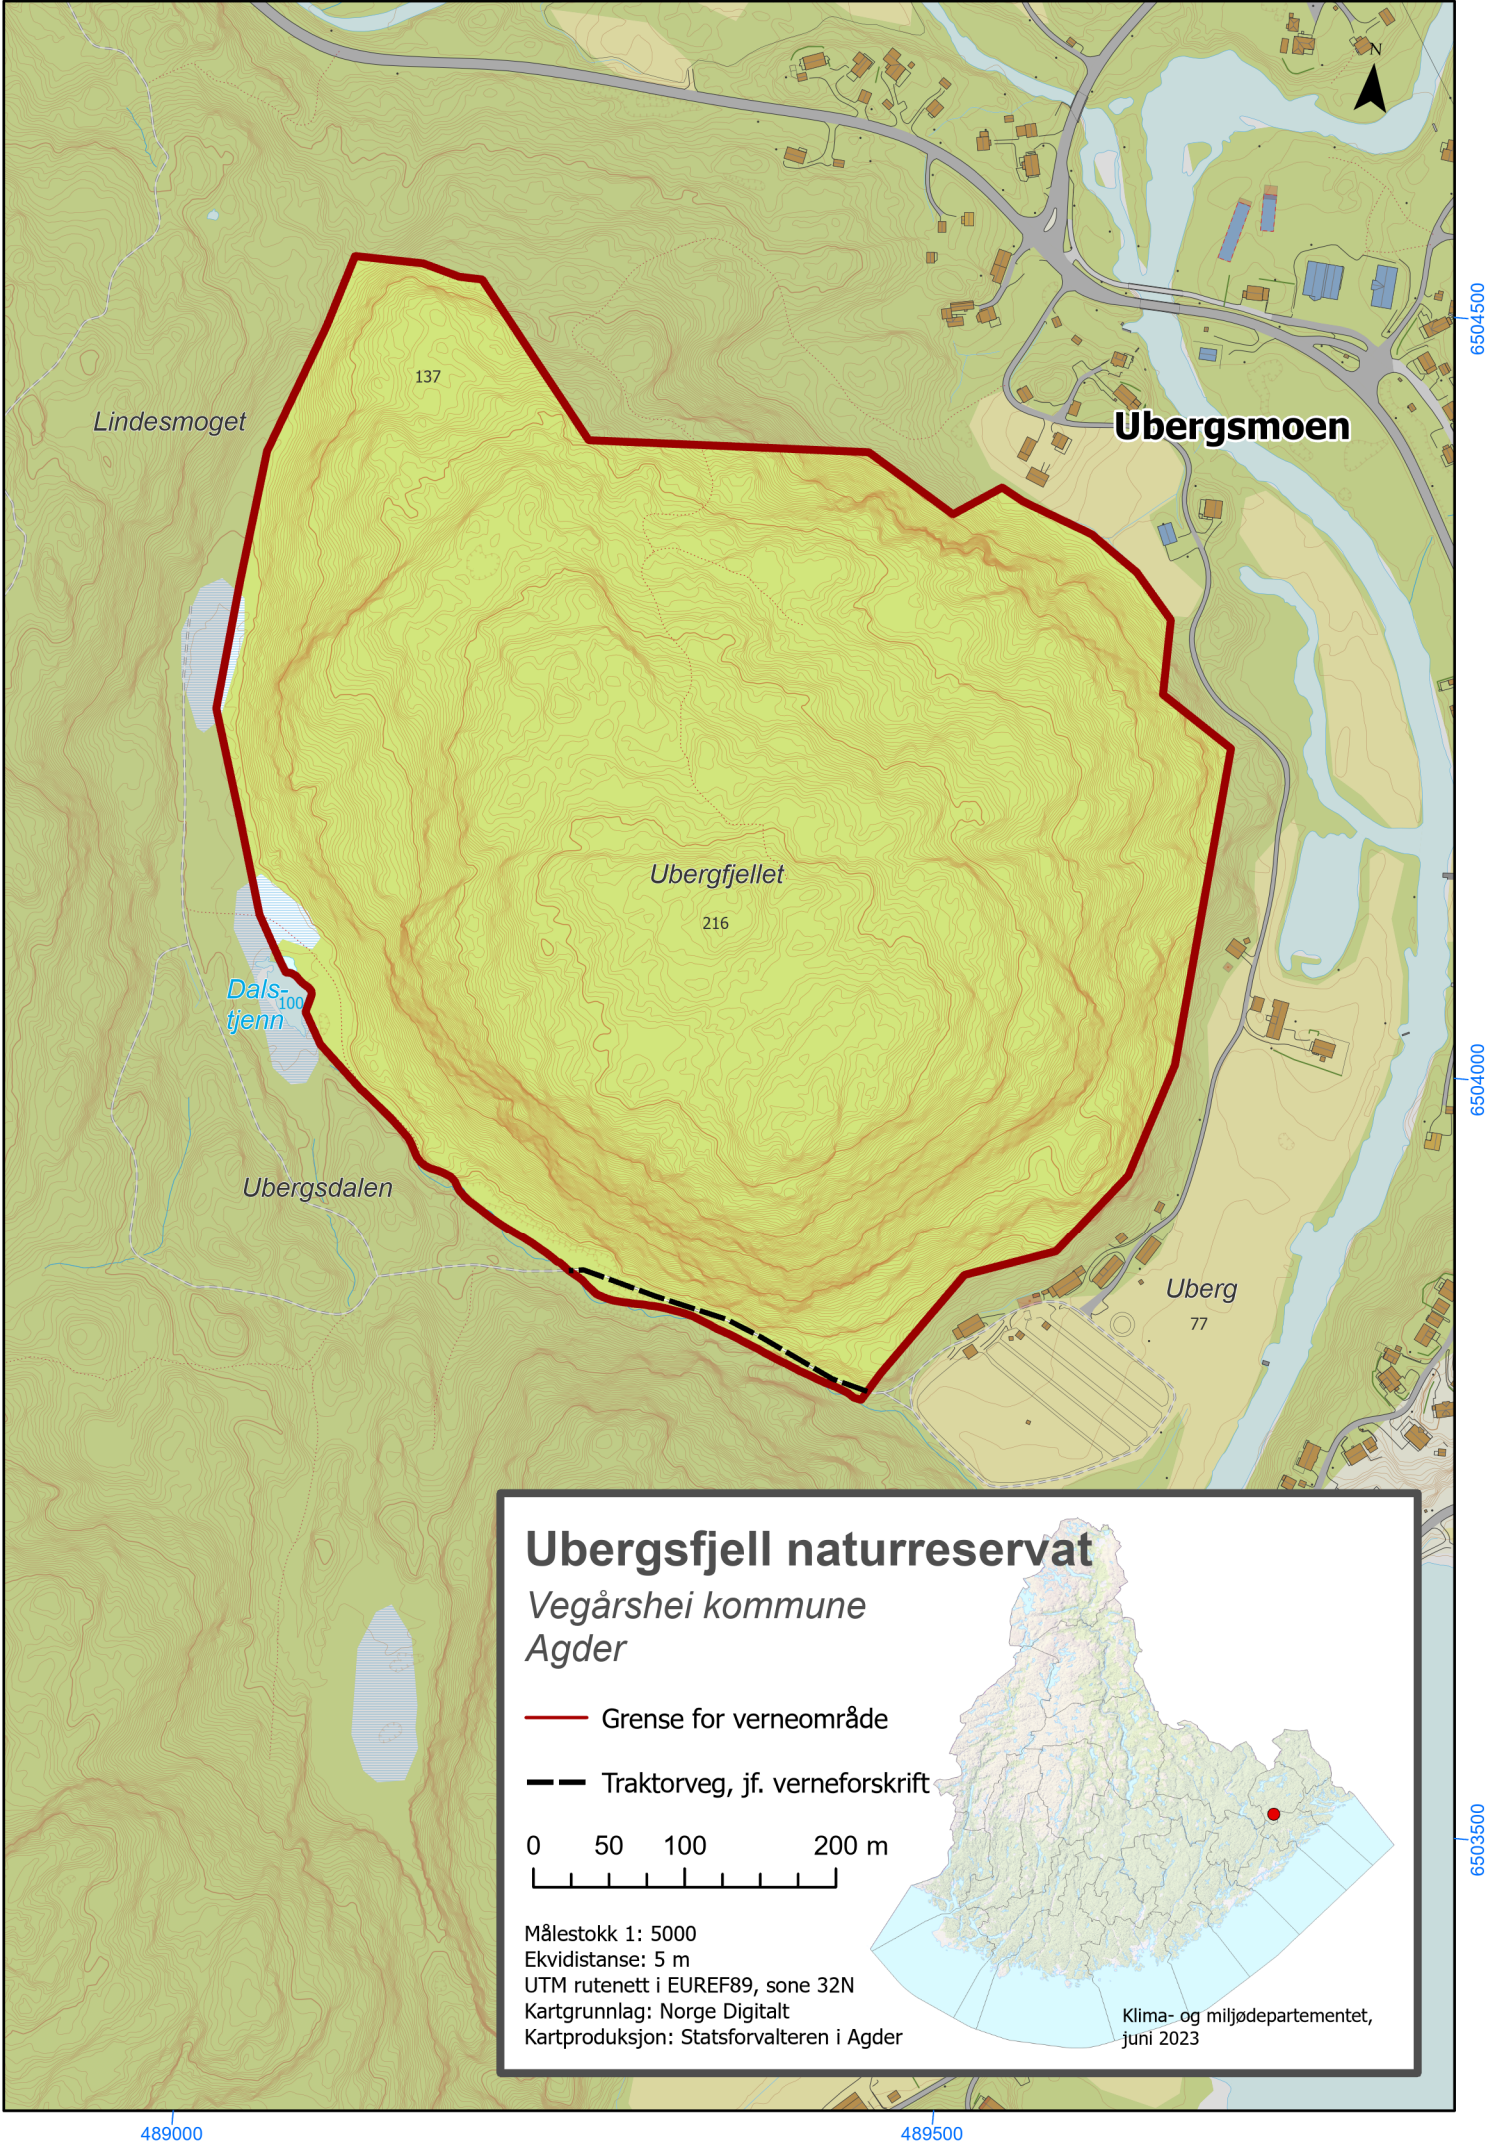 N
6504500
137
Lindesmoget
Ubergsmoen
Ubergfjellet
216
Dals-
100
tjenn
6504000
Ubergsdalen
Uberg
77
Ubergsfjell naturreservat
Vegårshei kommune
Agder
Grense for verneområde
Traktorveg, jf. verneforskrift
0 50 100 200 m
6503500
Målestokk 1: 5000
Ekvidistanse: 5 m
UTM rutenett i EUREF89, sone 32N
Kartgrunnlag: Norge Digitalt
Kartproduksjon: Statsforvalteren i Agder
Klima- og miljødepartementet,
juni 2023
489000
489500